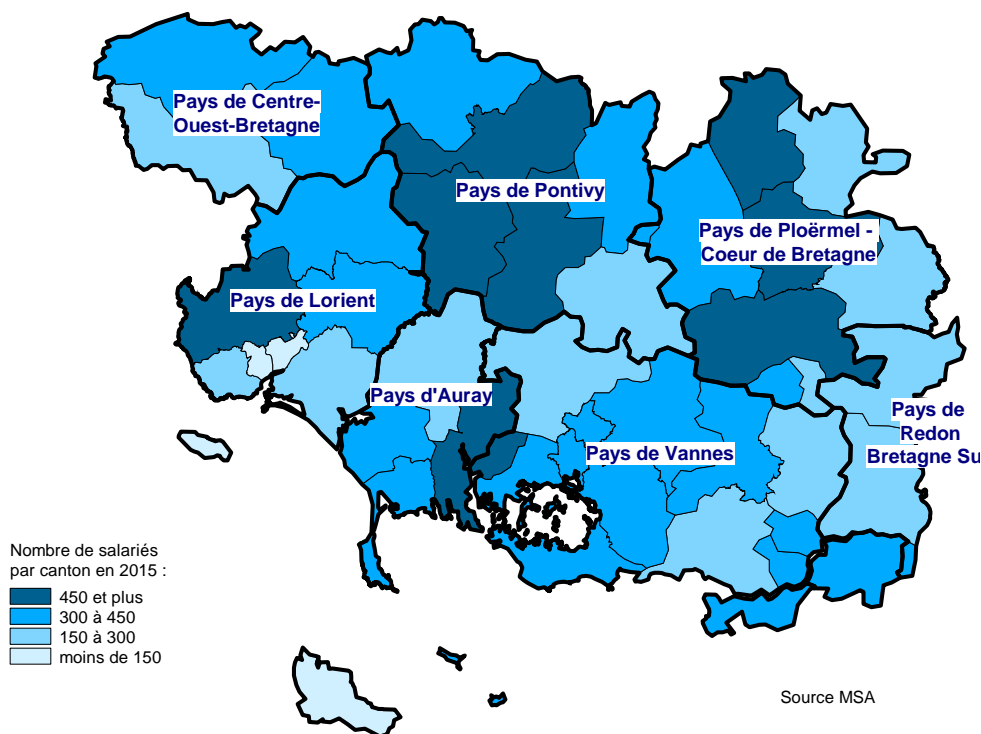 Pays de Centre-
Ouest-Bretagne
Pays de Pontivy
Pays de Ploërmel -
Coeur de Bretagne
Pays de Lorient
Pays d'Auray
Pays de
Redon
Bretagne Su
Pays de Vannes
Nombre de salariés
par canton en 2015 :
450 et plus
300 à 450
150 à 300
moins de 150
Source MSA